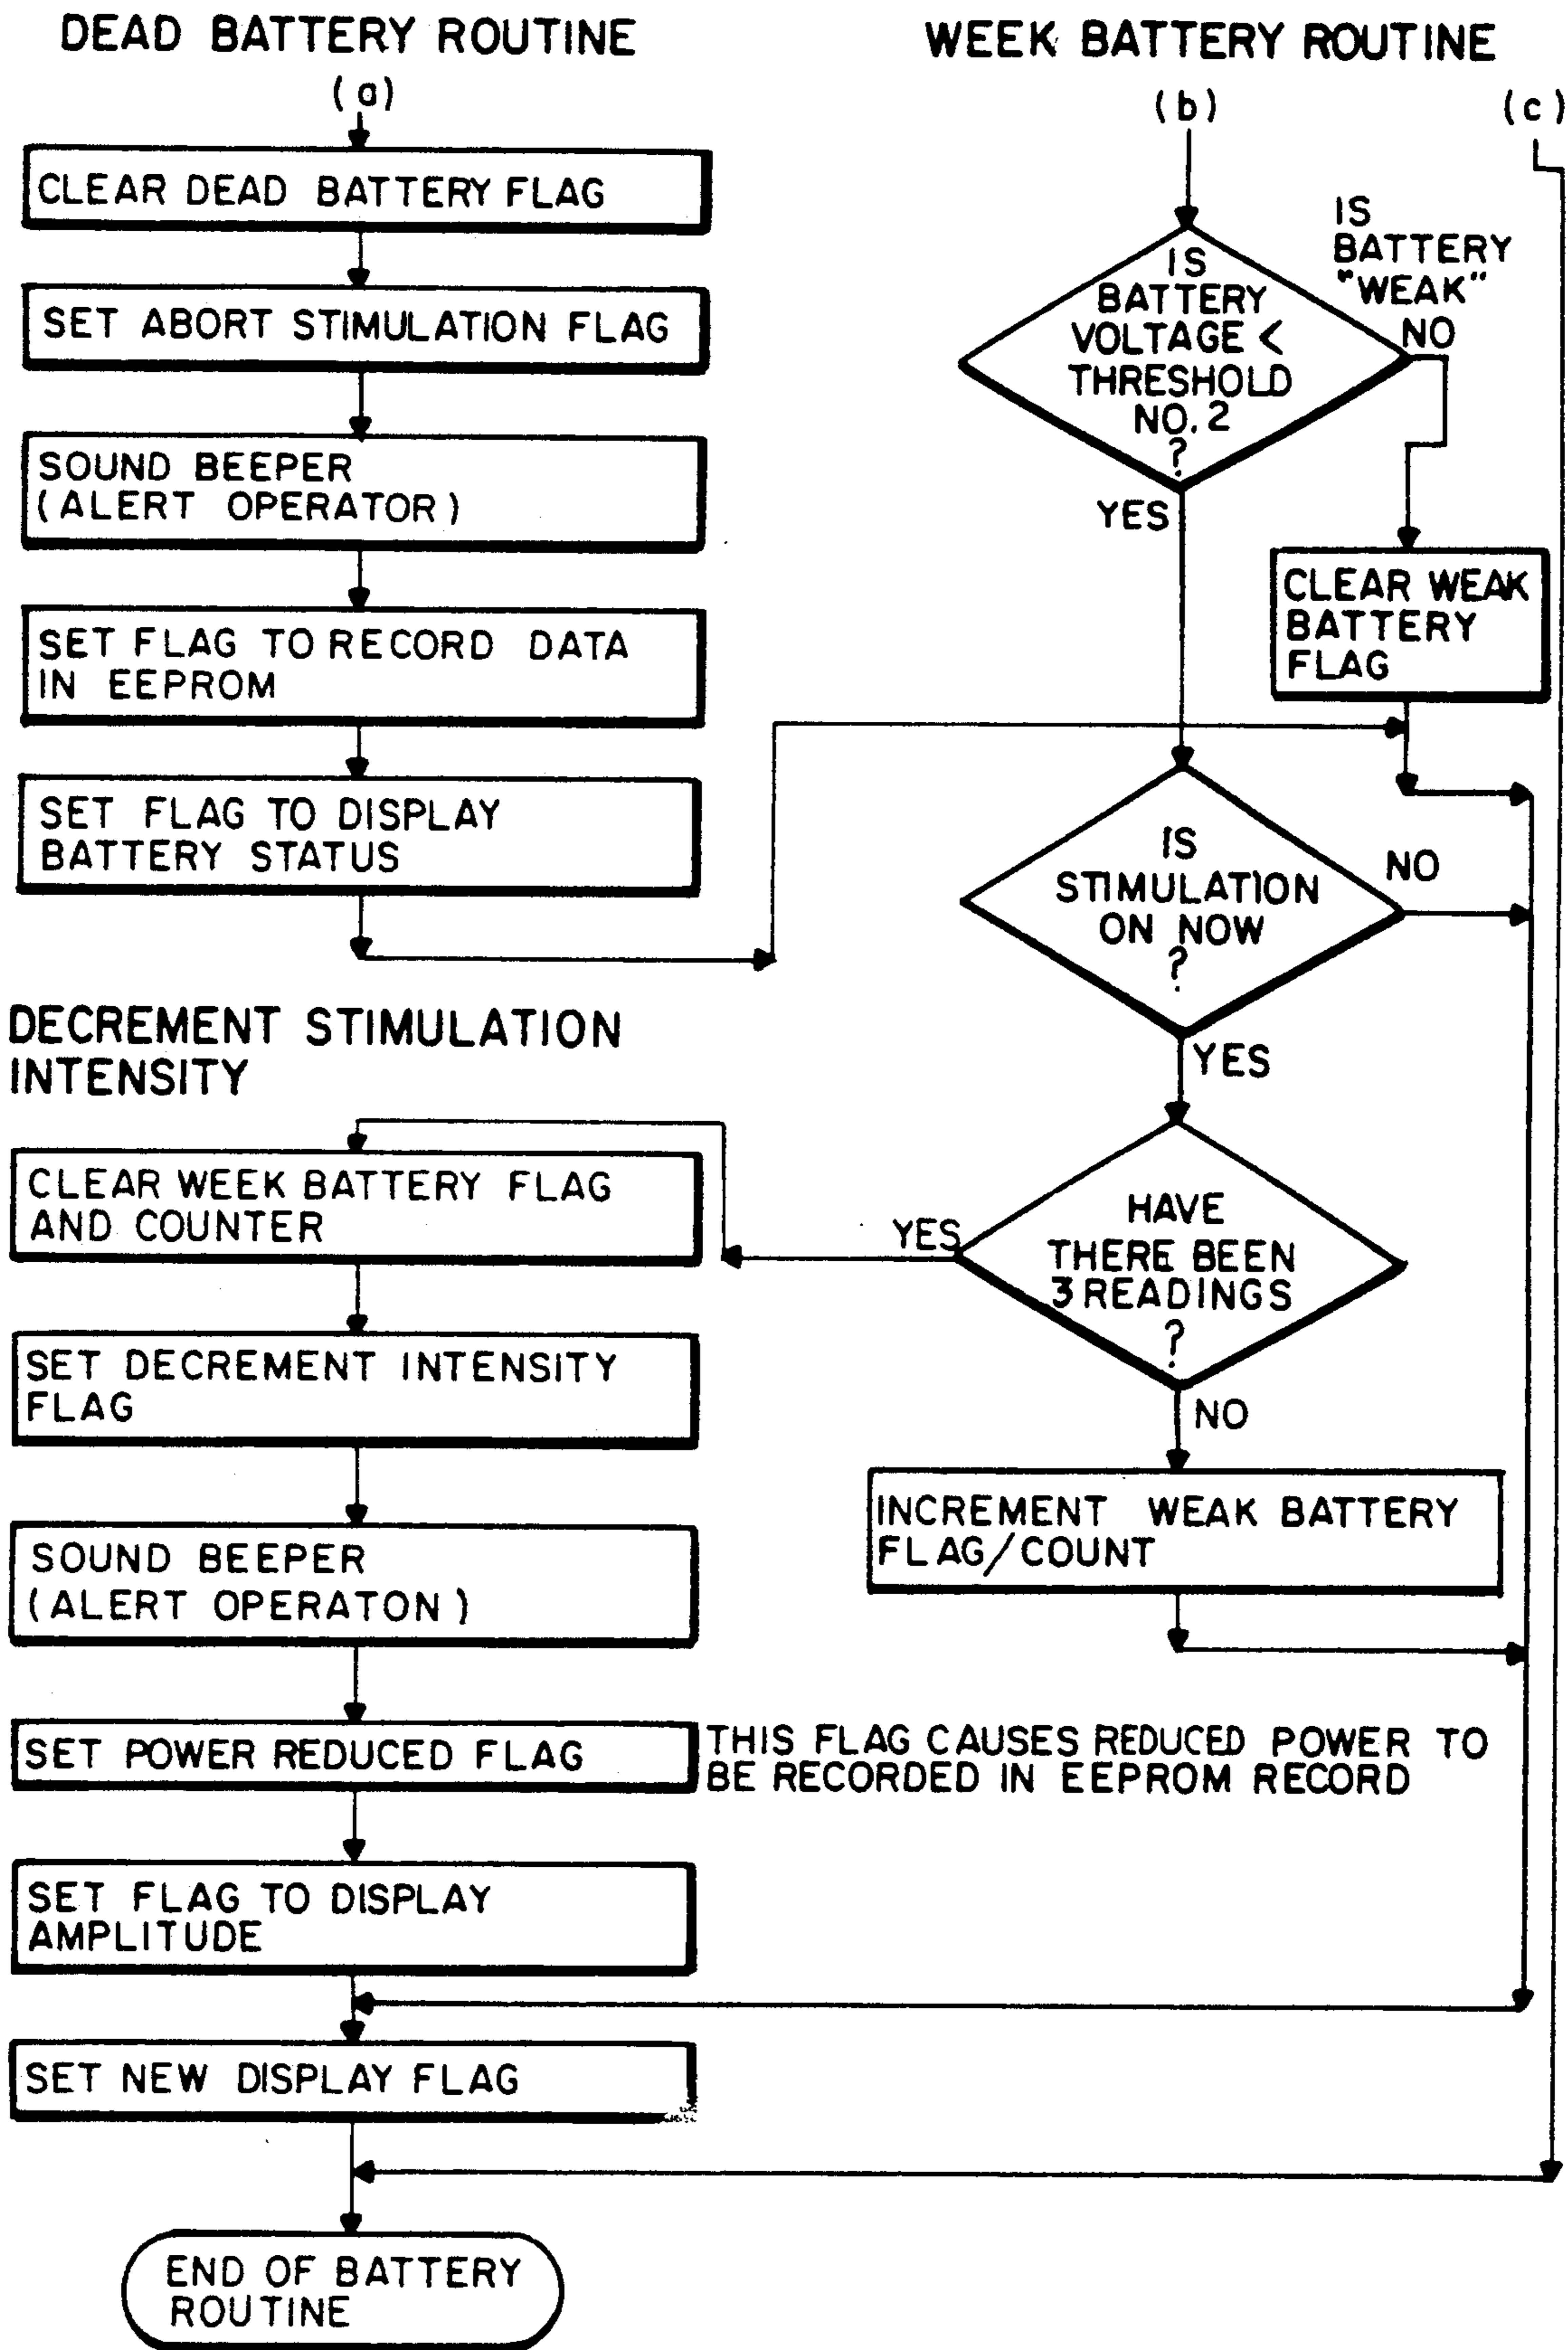 DEAD BATTERY ROUTINE
(a)
CLEAR DEAD BATTERY FLAG
SET ABORT STIMULATION FLAG
SOUND BEEPER
(ALERT OPERATOR)
SET FLAG TO RECORD DATA
IN EEPROM
SET FLAG TO DISPLAY
BATTERY STATUS
WEEK BATTERY ROUTINE
(b)
(c)
IS
BATTERY
VOLTAGE <
THRESHOLD
NO. 2
?
IS
BATTERY
"WEAK"
NO
YES
CLEAR WEAK
BATTERY
FLAG
IS
STIMULATION
ON NOW
?
NO
YES
HAVE
THERE BEEN
3 READINGS
?
YES
NO
INCREMENT WEAK BATTERY
FLAG/COUNT
DECREMENT STIMULATION
INTENSITY
CLEAR WEEK BATTERY FLAG
AND COUNTER
SET DECREMENT INTENSITY
FLAG
SOUND BEEPER
(ALERT OPERATON)
SET POWER REDUCED FLAG
THIS FLAG CAUSES REDUCED POWER TO
BE RECORDED IN EEPROM RECORD
SET FLAG TO DISPLAY
AMPLITUDE
SET NEW DISPLAY FLAG
END OF BATTERY
ROUTINE